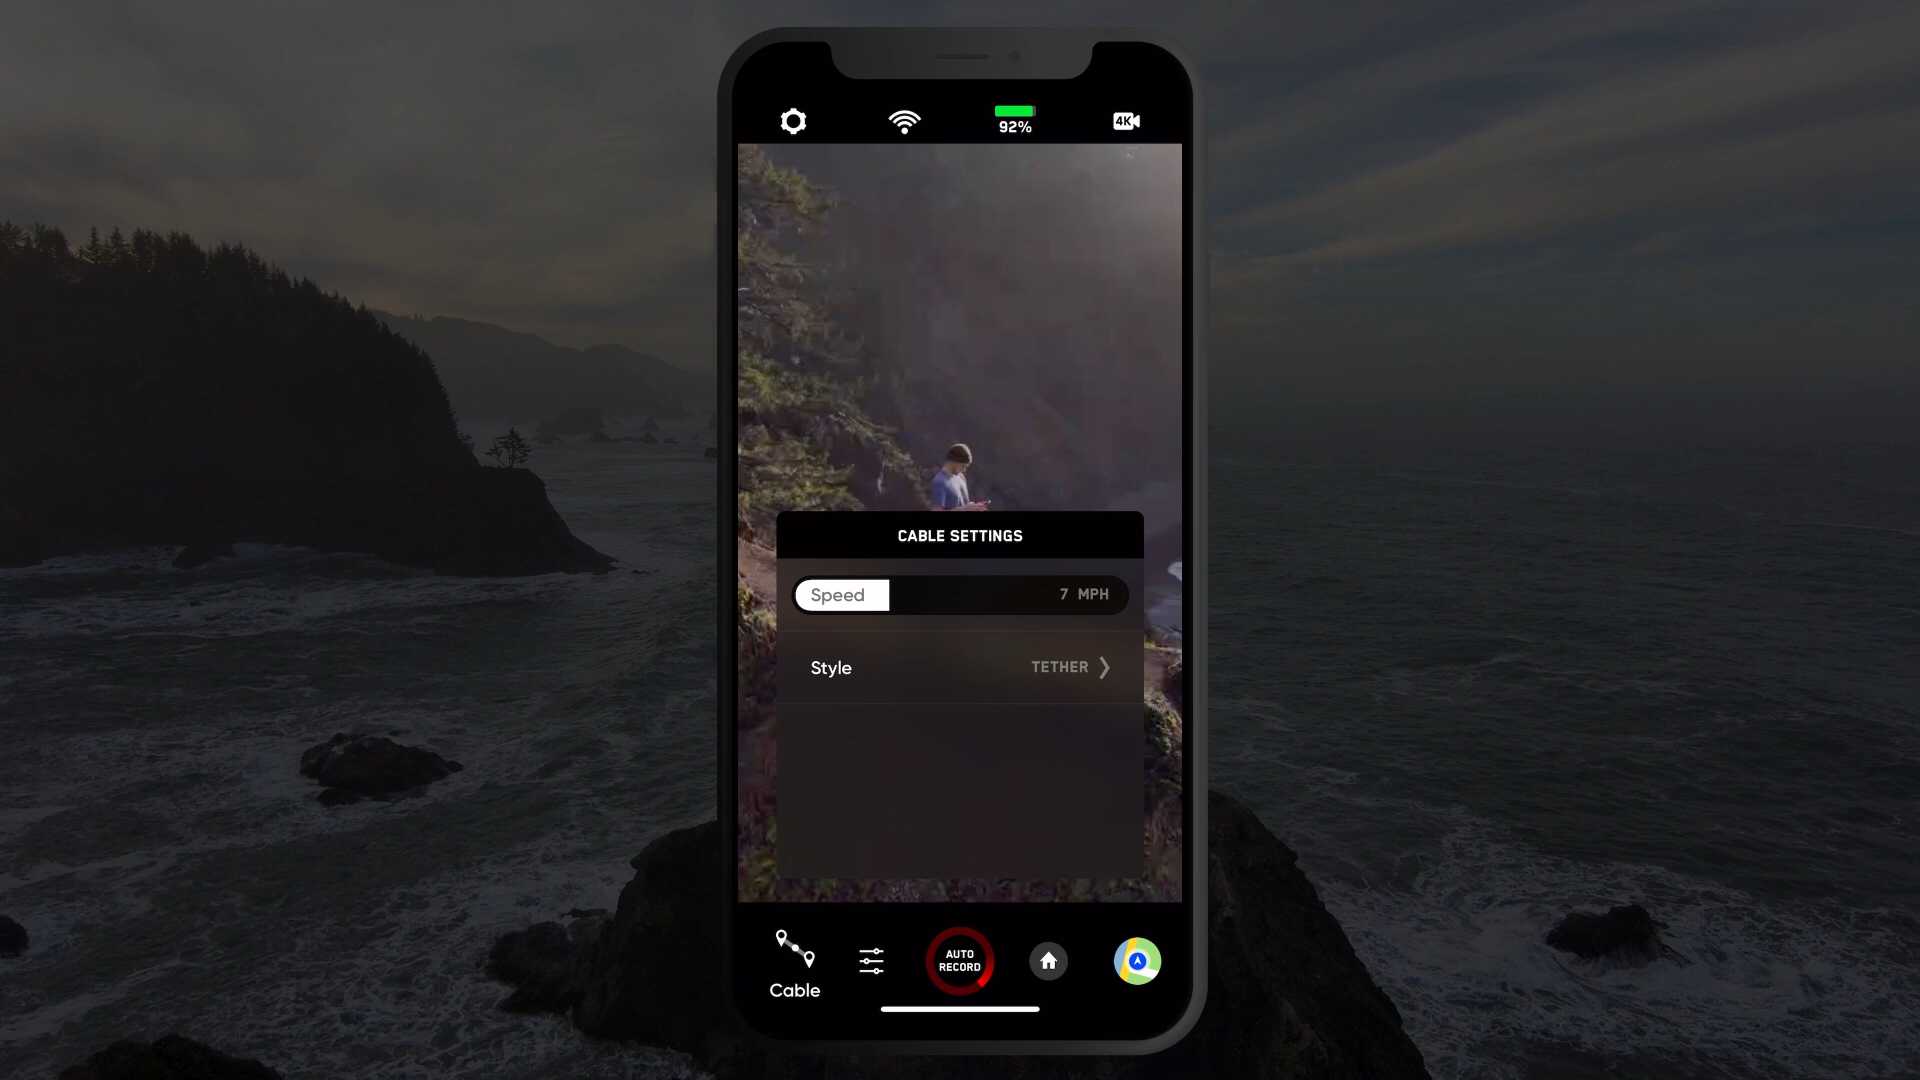 92%
4K
CABLE SETTINGS
Speed 7 MPH
Style TETHER
AUTO
RECORD
Cable